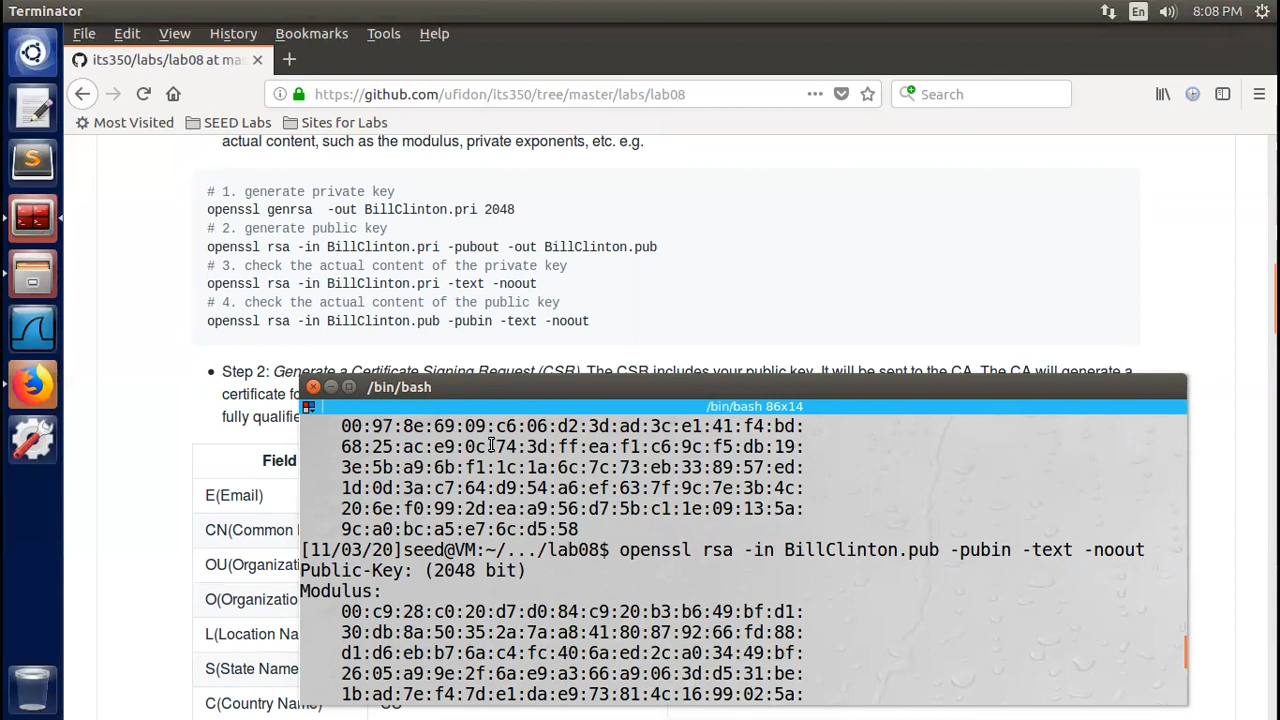 Terminator
En
8:08 PM
File Edit View History Bookmarks Tools Help
its350/labs/lab08 at mas
https://github.com/ufidon/its350/tree/master/labs/lab08
Search
Most Visited SEED Labs Sites for Labs
actual content, such as the modulus, private exponents, etc. e.g.
# 1. generate private key
openssl genrsa  -out BillClinton.pri 2048
# 2. generate public key
openssl rsa -in BillClinton.pri -pubout -out BillClinton.pub
# 3. check the actual content of the private key
openssl rsa -in BillClinton.pri -text -noout
# 4. check the actual content of the public key
openssl rsa -in BillClinton.pub -pubin -text -noout
Step 2: Generate a Certificate Signing Request (CSR). The CSR includes your public key. It will be sent to the CA. The CA will generate a
certificate fo
fully qualifie
Field
E(Email)
CN(Common
OU(Organizatio
O(Organizatio
L(Location Na
S(State Name
C(Country Name)
/bin/bash
/bin/bash 86x14
00:97:8e:69:09:c6:06:d2:3d:ad:3c:e1:41:f4:bd:
68:25:ac:e9:0c:74:3d:ff:ea:f1:c6:9c:f5:db:19:
3e:5b:a9:6b:f1:1c:1a:6c:7c:73:eb:33:89:57:ed:
1d:0d:3a:c7:64:d9:54:a6:ef:63:7f:9c:7e:3b:4c:
20:6e:f0:99:2d:ea:a9:56:d7:5b:c1:1e:09:13:5a:
9c:a0:bc:a5:e7:6c:d5:58
[11/03/20]seed@VM:~/.../lab08$ openssl rsa -in BillClinton.pub -pubin -text -noout
Public-Key: (2048 bit)
Modulus:
00:c9:28:c0:20:d7:d0:84:c9:20:b3:b6:49:bf:d1:
30:db:8a:50:35:2a:7a:a8:41:80:87:92:66:fd:88:
d1:d6:eb:b7:6a:c4:fc:40:6a:ed:2c:a0:34:49:bf:
26:05:a9:9e:2f:6a:e9:a3:66:a9:06:3d:d5:31:be:
1b:ad:7e:f4:7d:e1:da:e9:73:81:4c:16:99:02:5a: